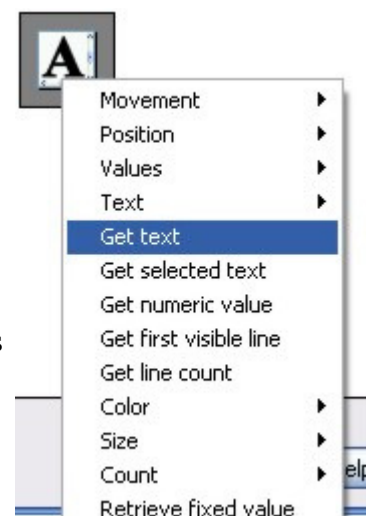 A
Movement
Position
Values
Text
Get text
Get selected text
Get numeric value
s
Get first visible line
Get line count
Color
Size
Count
elp
Retrieve fixed value